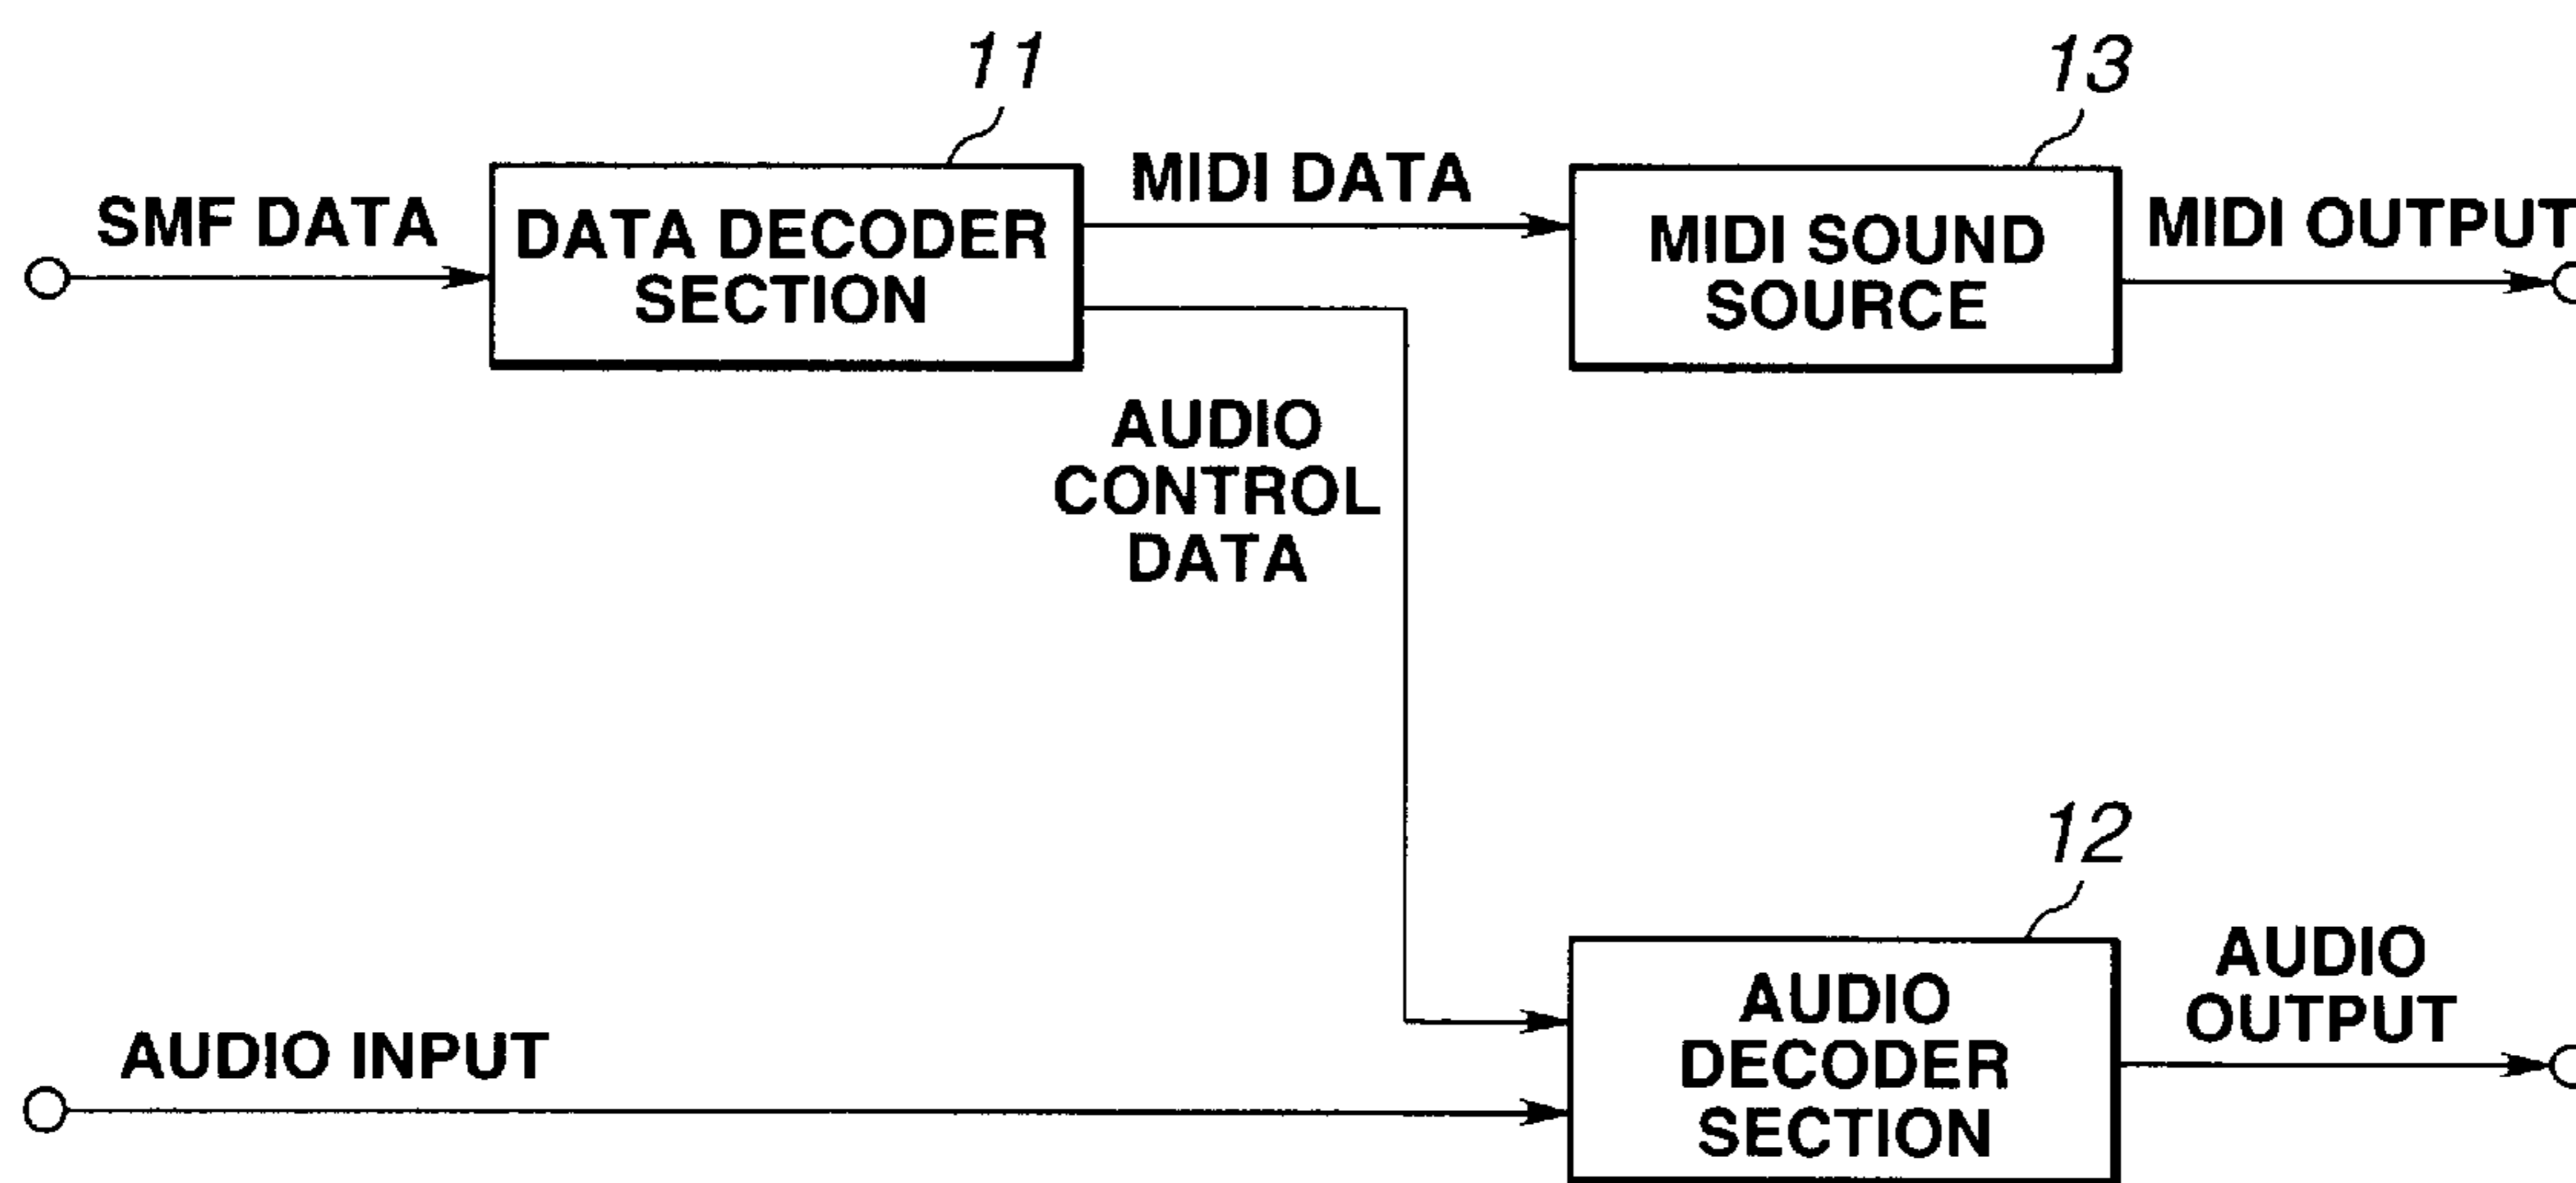 11
13
SMF DATA
DATA DECODER
SECTION
MIDI DATA
MIDI SOUND
SOURCE
MIDI OUTPUT
AUDIO
CONTROL
DATA
12
AUDIO INPUT
AUDIO
DECODER
SECTION
AUDIO
OUTPUT